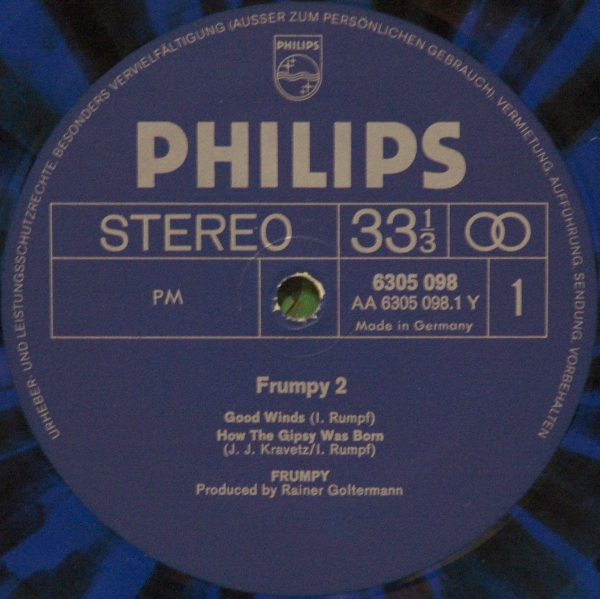 URHEBER- UND LEISTUNGSSCHUTZRECHTE, BESONDERS VERVIELFÄLTIGUNG (AUSSER ZUM PERSÖNLICHEN GEBRAUCH), VERMIETUNG, AUFFÜHRUNG, SENDUNG, VORBEHALTEN
PHILIPS
PHILIPS
STEREO 33 1/3
PM
6305 098
AA 6305 098.1 Y
Made in Germany
1
Frumpy 2
Good Winds (I. Rumpf)
How The Gipsy Was Born
(J. J. Kravetz/I. Rumpf)
FRUMPY
Produced by Rainer Goltermann